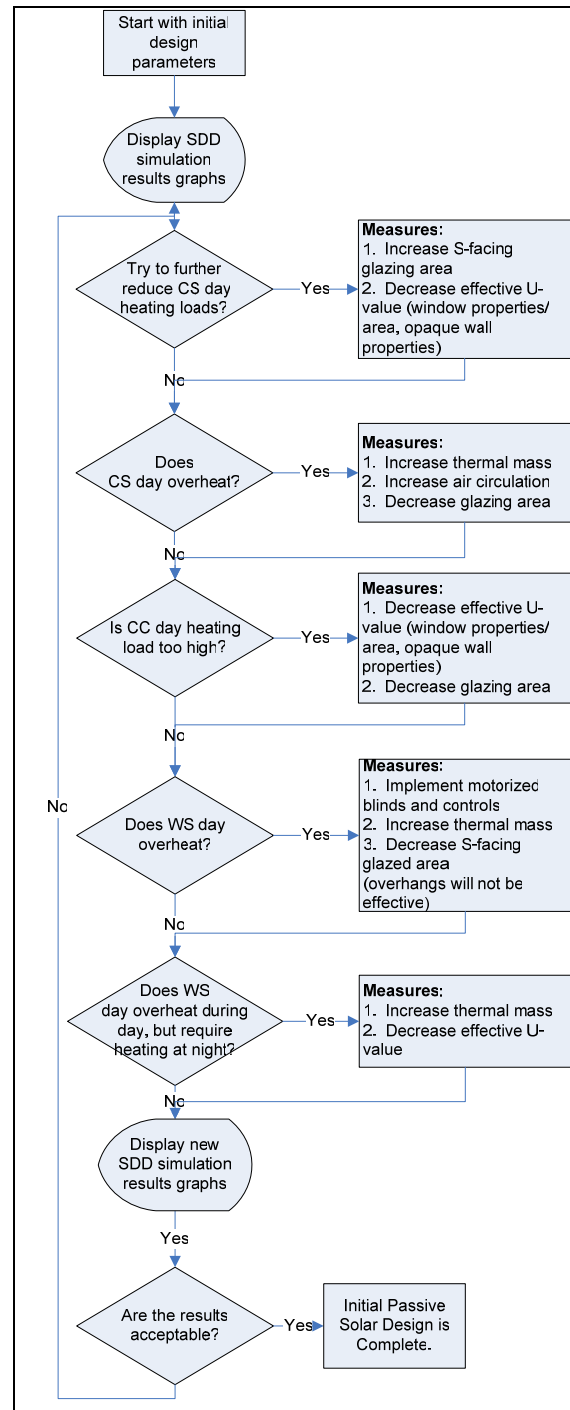 Start with initial
design
parameters
Display SDD
simulation
results graphs
Try to further
reduce CS day
heating loads?
Yes
Measures:
1. Increase S-facing
glazing area
2. Decrease effective U-
value (window properties/
area, opaque wall
properties)
No
Does
CS day overheat?
Yes
Measures:
1. Increase thermal mass
2. Increase air circulation
3. Decrease glazing area
No
Is CC day heating
load too high?
Yes
Measures:
1. Decrease effective U-
value (window properties/
area, opaque wall
properties)
2. Decrease glazing area
No
Does WS day
overheat?
Yes
Measures:
1. Implement motorized
blinds and controls
2. Increase thermal mass
3. Decrease S-facing
glazed area
(overhangs will not be
effective)
No
No
Does WS
day overheat during
day, but require
heating at night?
Yes
Measures:
1. Increase thermal mass
2. Decrease effective U-
value
No
Display new
SDD simulation
results graphs
Yes
Are the results
acceptable?
Yes
Initial Passive
Solar Design is
Complete.